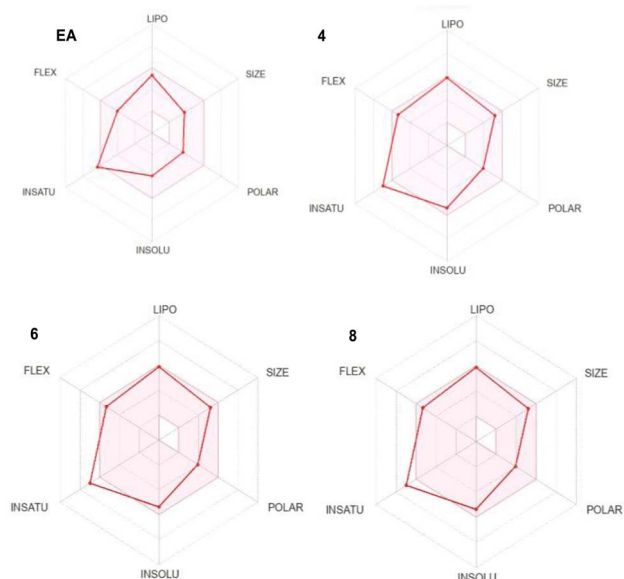 EA
LIPO
FLEX
SIZE
INSATU
POLAR
INSOLU
4
LIPO
FLEX
SIZE
INSATU
POLAR
INSOLU
6
LIPO
FLEX
SIZE
INSATU
POLAR
INSOLU
8
LIPO
FLEX
SIZE
INSATU
POLAR
INSOLU